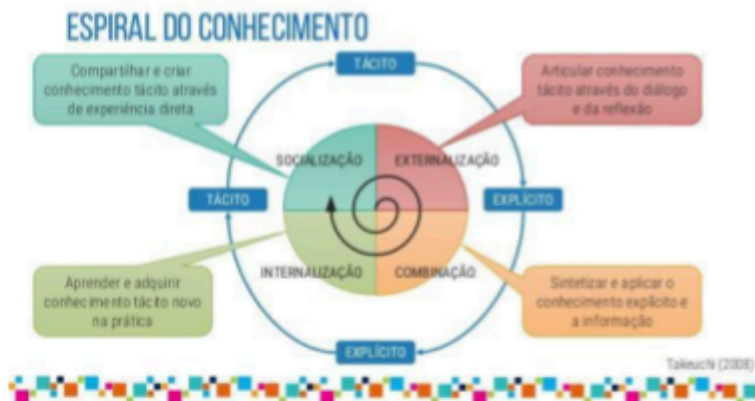 ESPIRAL DO CONHECIMENTO
TÁCITO
Compartilhar e criar
conhecimento tácito através
de experiência direta
Articular conhecimento
tácito através do diálogo
e da reflexão
SOCIALIZAÇÃO
EXTERNALIZAÇÃO
TÁCITO
EXPLÍCITO
INTERNALIZAÇÃO
COMBINAÇÃO
Aprender e adquirir
conhecimento tácito novo
na prática
Sintetizar e aplicar o
conhecimento explícito e
a informação
EXPLÍCITO
Takeuchi (2008)